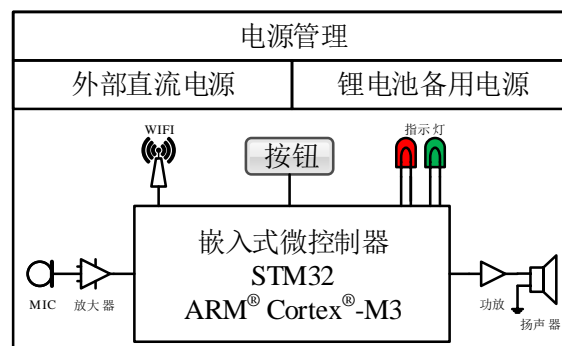 电源管理
外部直流电源
锂电池备用电源
WIFI
按钮
指示灯
嵌入式微控制器
STM32
ARM® Cortex®-M3
MIC
放大器
功放
扬声器